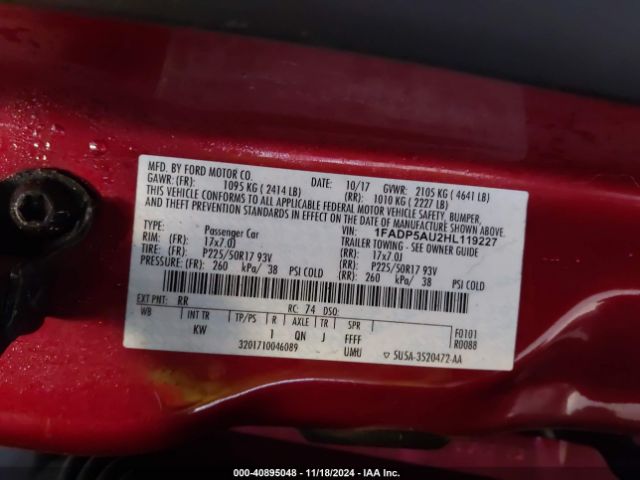 MFD. BY FORD MOTOR CO. DATE: 10/17 GVWR: 2105 KG ( 4641 LB)
GAWR: (FR): 1095 KG ( 2414 LB) (RR): 1010 KG ( 2227 LB)
THIS VEHICLE CONFORMS TO ALL APPLICABLE FEDERAL MOTOR VEHICLE SAFETY, BUMPER,
AND THEFT PREVENTION STANDARDS IN EFFECT ON THE DATE OF MANUFACTURE SHOWN ABOVE.
VIN: 1FADP5AU2HL119227
TYPE: Passenger Car TRAILER TOWING - SEE OWNER GUIDE
RIM: (FR): 17x7.0J (RR): 17x7.0J
TIRE: (FR): P225/50R17 93V (RR): P225/50R17 93V
PRESSURE: (FR): 260 kPa/ 38 PSI COLD (RR): 260 kPa/ 38 PSI COLD
EXT PNT: RR RC: 74 DSO:
WB INT TR TP/PS R AXLE TR SPR F0101
KW 1 QN J FFFF R0088
3201710046089 UMU ▽ 5U5A-3520472-AA
000-40895048 - 11/18/2024 - IAA Inc.